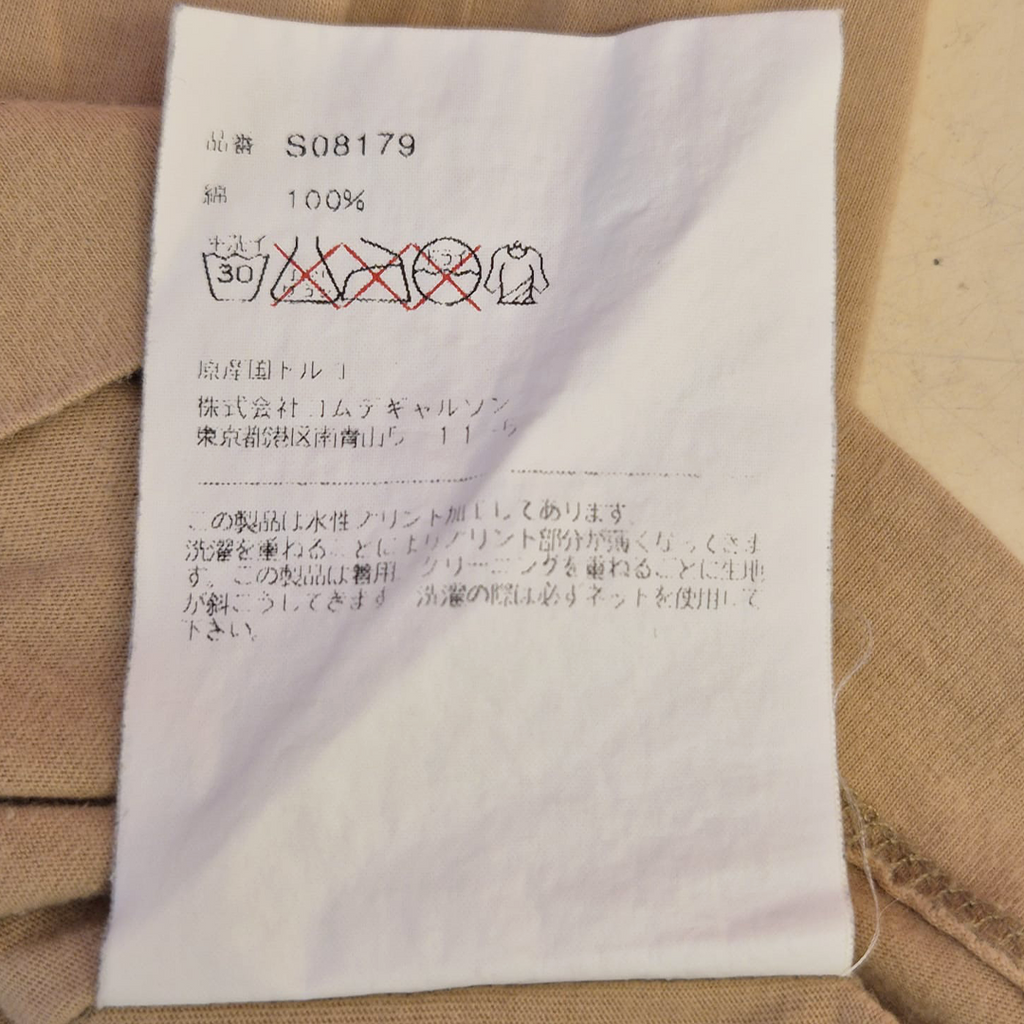 品番 S08179
綿 100%
手洗イ
30
ドライ
原産国トルコ
株式会社コムデギャルソン
東京都港区南青山5-11-5
この製品は水性プリント加工してあります。
洗濯を重ねることによりプリント部分が薄くなってきま
す。この製品は着用、クリーニングを重ねるごとに生地
が斜こうしてきます。洗濯の際は必ずネットを使用して
下さい。